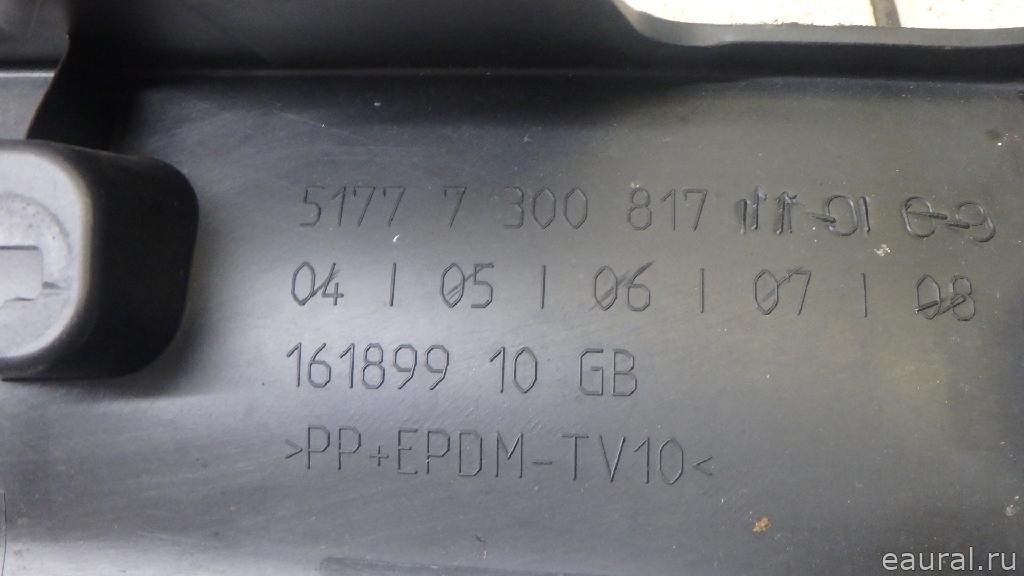 5177 7 300 817
04 | 05 | 06 | 07 | 08
161899 10 GB
>PP+EPDM-TV10<
eaural.ru